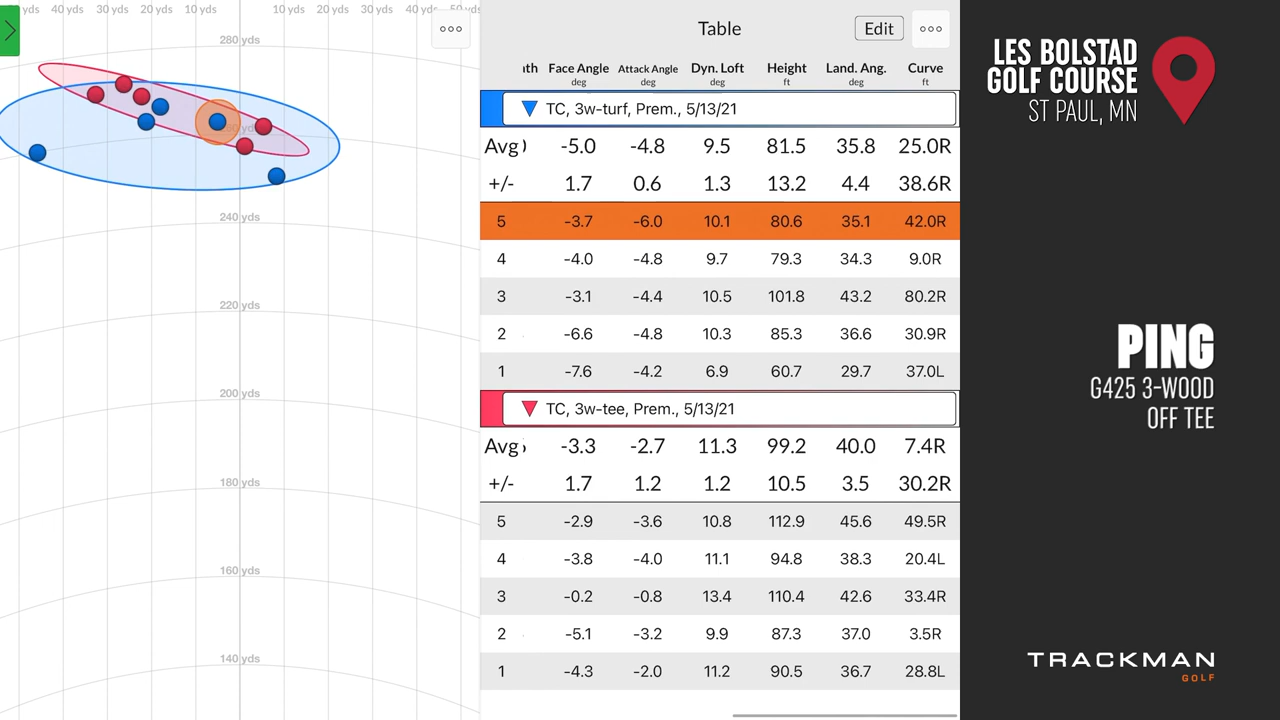 yds 40 yds 30 yds 20 yds 10 yds 10 yds 20 yds 30 yds 40 yds 50 yds
280 yds
260 yds
240 yds
220 yds
200 yds
180 yds
160 yds
140 yds
Table
Edit
ath Face Angle Attack Angle Dyn. Loft Height Land. Ang. Curve
deg deg deg ft deg ft
TC, 3w-turf, Prem., 5/13/21
Avg -5.0 -4.8 9.5 81.5 35.8 25.0R
+/- 1.7 0.6 1.3 13.2 4.4 38.6R
5 -3.7 -6.0 10.1 80.6 35.1 42.0R
4 -4.0 -4.8 9.7 79.3 34.3 9.0R
3 -3.1 -4.4 10.5 101.8 43.2 80.2R
2 -6.6 -4.8 10.3 85.3 36.6 30.9R
1 -7.6 -4.2 6.9 60.7 29.7 37.0L
TC, 3w-tee, Prem., 5/13/21
Avg -3.3 -2.7 11.3 99.2 40.0 7.4R
+/- 1.7 1.2 1.2 10.5 3.5 30.2R
5 -2.9 -3.6 10.8 112.9 45.6 49.5R
4 -3.8 -4.0 11.1 94.8 38.3 20.4L
3 -0.2 -0.8 13.4 110.4 42.6 33.4R
2 -5.1 -3.2 9.9 87.3 37.0 3.5R
1 -4.3 -2.0 11.2 90.5 36.7 28.8L
LES BOLSTAD
GOLF COURSE
ST PAUL, MN
PING
G425 3-WOOD
OFF TEE
TRACKMAN
GOLF